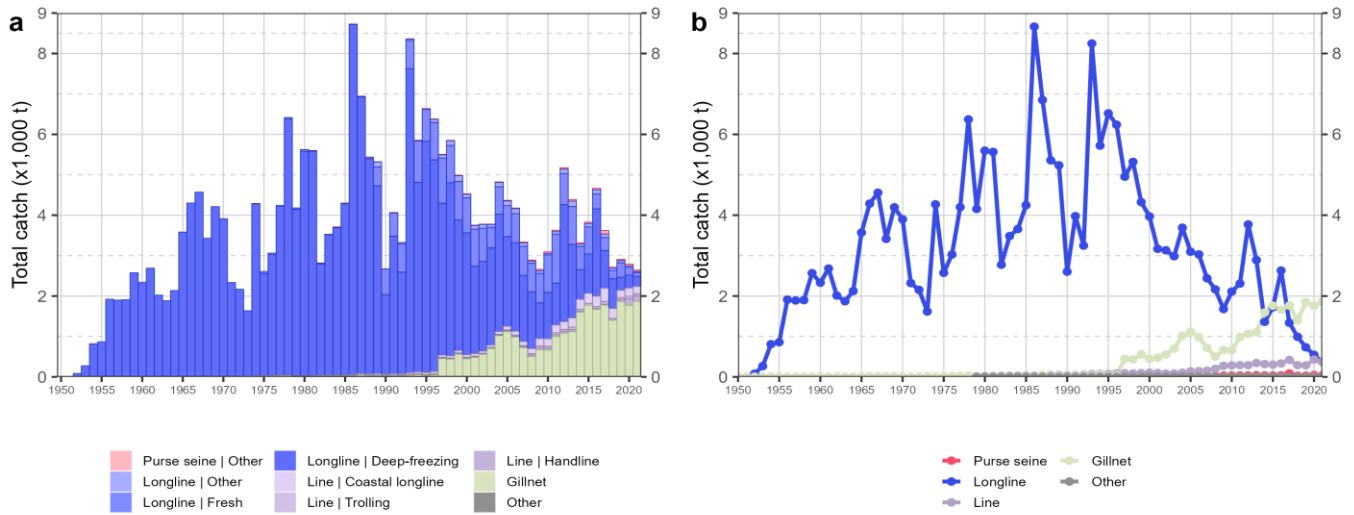 a
b
Total catch (x1,000 t)
9
8
6
4
2
0
9
8
6
4
2
0
1950 1955 1960 1965 1970 1975 1980 1985 1990 1995 2000 2005 2010 2015 2020
Total catch (x1,000 t)
9
8
6
4
2
0
9
8
6
4
2
0
1950 1955 1960 1965 1970 1975 1980 1985 1990 1995 2000 2005 2010 2015 2020
Purse seine | Other Longline | Deep-freezing Line | Handline
Longline | Other Line | Coastal longline Gillnet
Longline | Fresh Line | Trolling Other
Purse seine Gillnet
Longline Other
Line